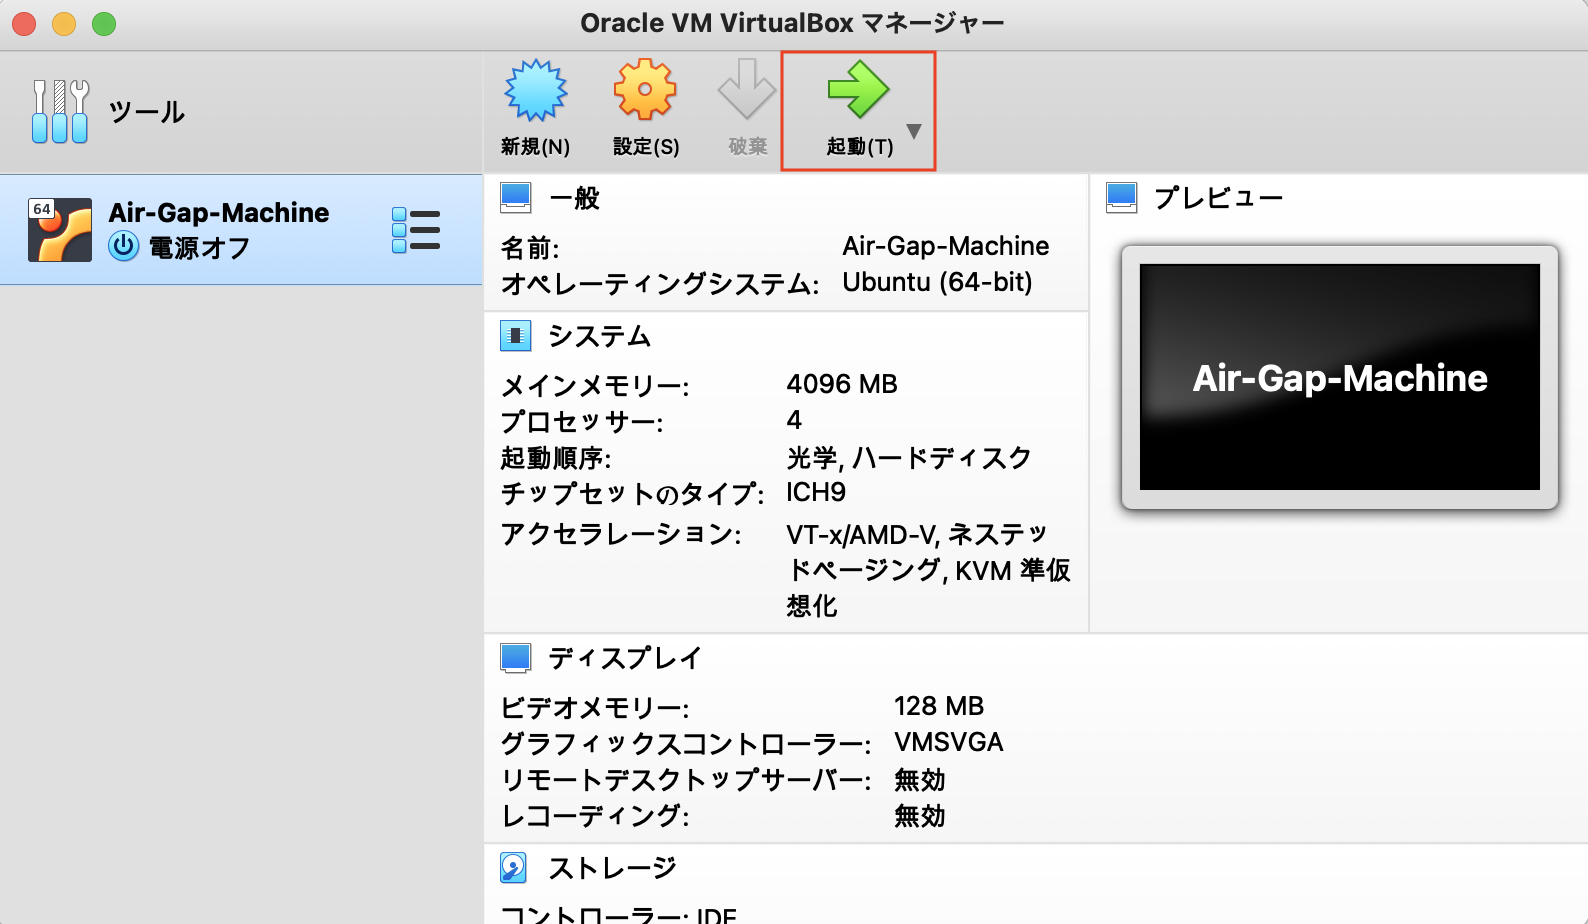 Oracle VM VirtualBox マネージャー
ツール
新規(N)
設定(S)
破棄
起動(T)
64
Air-Gap-Machine
電源オフ
一般
名前: Air-Gap-Machine
オペレーティングシステム: Ubuntu (64-bit)
システム
メインメモリー: 4096 MB
プロセッサー: 4
起動順序: 光学, ハードディスク
チップセットのタイプ: ICH9
アクセラレーション: VT-x/AMD-V, ネステッ
ドページング, KVM 準仮
想化
プレビュー
Air-Gap-Machine
ディスプレイ
ビデオメモリー: 128 MB
グラフィックスコントローラー: VMSVGA
リモートデスクトップサーバー: 無効
レコーディング: 無効
ストレージ
コントローラー: IDE